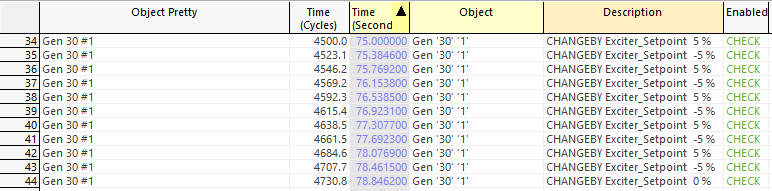 Object Pretty Time (Cycles) Time (Second Object Description Enabled
34 Gen 30 #1 4500.0 75.000000 Gen '30' '1' CHANGEBY Exciter_Setpoint 5 % CHECK
35 Gen 30 #1 4523.1 75.384600 Gen '30' '1' CHANGEBY Exciter_Setpoint -5 % CHECK
36 Gen 30 #1 4546.2 75.769200 Gen '30' '1' CHANGEBY Exciter_Setpoint 5 % CHECK
37 Gen 30 #1 4569.2 76.153800 Gen '30' '1' CHANGEBY Exciter_Setpoint -5 % CHECK
38 Gen 30 #1 4592.3 76.538500 Gen '30' '1' CHANGEBY Exciter_Setpoint 5 % CHECK
39 Gen 30 #1 4615.4 76.923100 Gen '30' '1' CHANGEBY Exciter_Setpoint -5 % CHECK
40 Gen 30 #1 4638.5 77.307700 Gen '30' '1' CHANGEBY Exciter_Setpoint 5 % CHECK
41 Gen 30 #1 4661.5 77.692300 Gen '30' '1' CHANGEBY Exciter_Setpoint -5 % CHECK
42 Gen 30 #1 4684.6 78.076900 Gen '30' '1' CHANGEBY Exciter_Setpoint 5 % CHECK
43 Gen 30 #1 4707.7 78.461500 Gen '30' '1' CHANGEBY Exciter_Setpoint -5 % CHECK
44 Gen 30 #1 4730.8 78.846200 Gen '30' '1' CHANGEBY Exciter_Setpoint 0 % CHECK